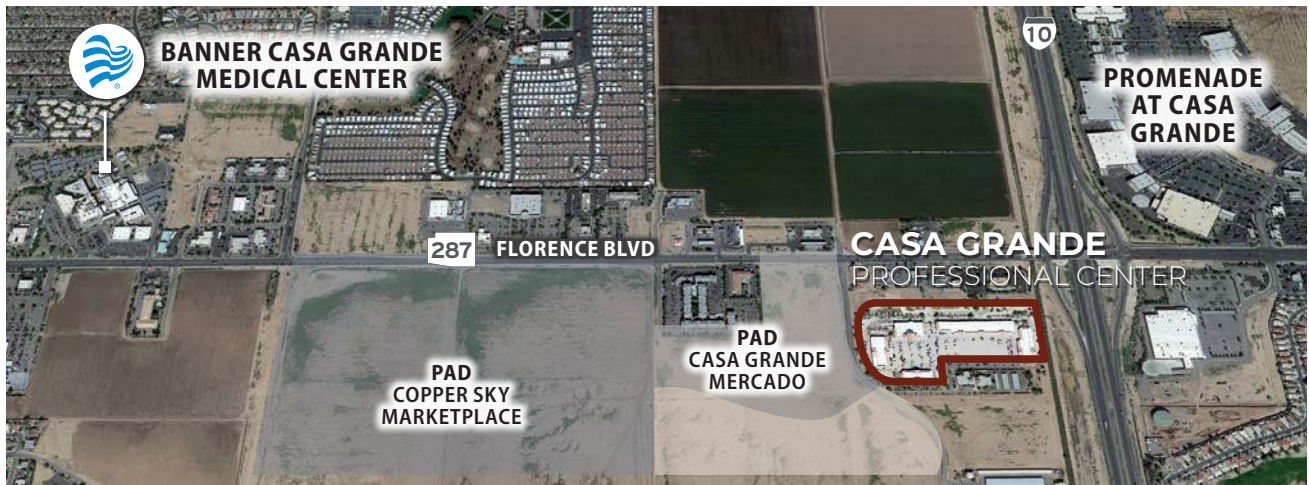 BANNER CASA GRANDE
MEDICAL CENTER
®
10
PROMENADE
AT CASA
GRANDE
287
FLORENCE BLVD
CASA GRANDE
PROFESSIONAL CENTER
PAD
COPPER SKY
MARKETPLACE
PAD
CASA GRANDE
MERCADO